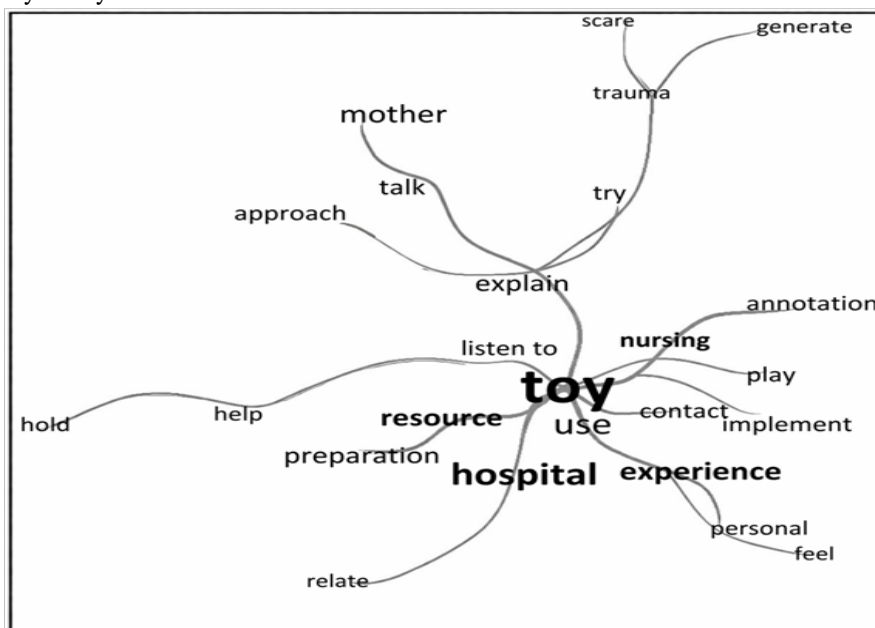 scare
generate
trauma
mother
talk
try
approach
explain
annotation
nursing
listen to
play
toy
contact
resource
use
implement
hold
help
preparation
hospital
experience
personal
feel
relate